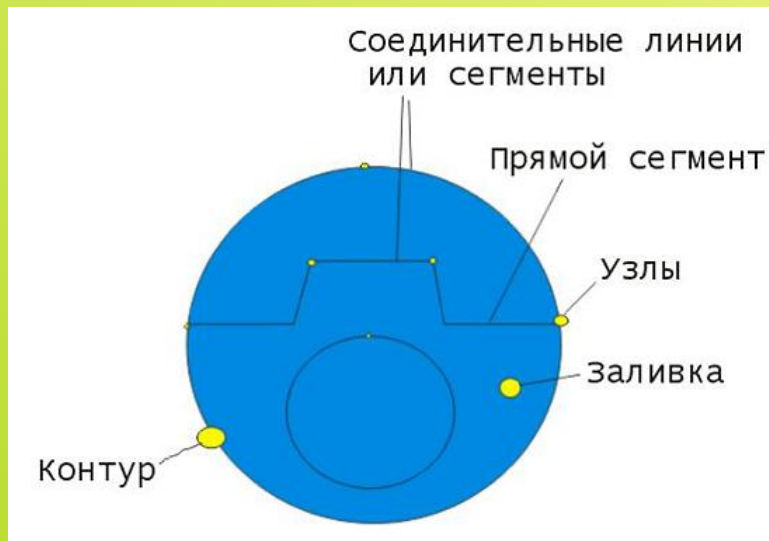 Соединительные линии
или сегменты
Прямой сегмент
Узлы
Заливка
Контур